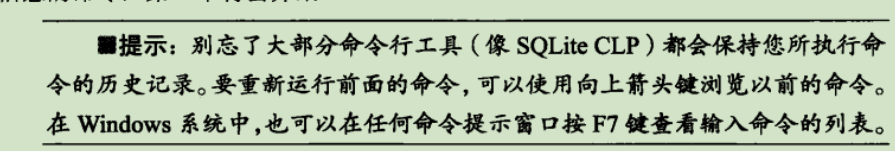 ■提示：别忘了大部分命令行工具（像 SQLite CLP）都会保持您所执行命
令的历史记录。要重新运行前面的命令，可以使用向上箭头键浏览以前的命令。
在 Windows 系统中，也可以在任何命令提示窗口按 F7 键查看输入命令的列表。